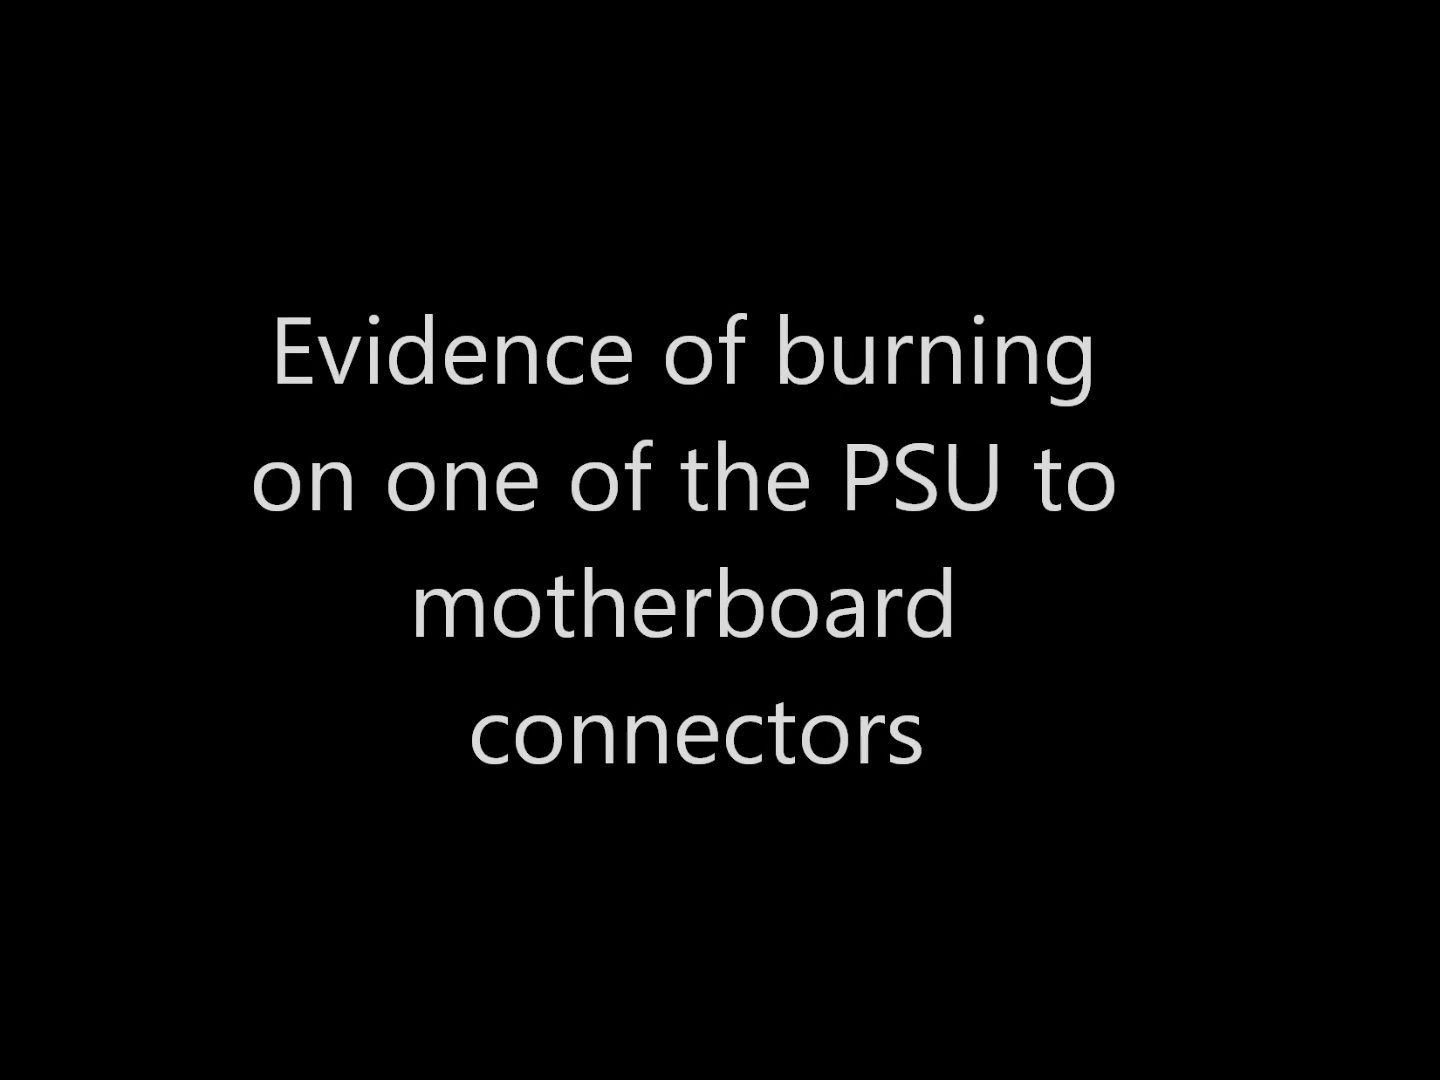 Evidence of burning
on one of the PSU to
motherboard
connectors